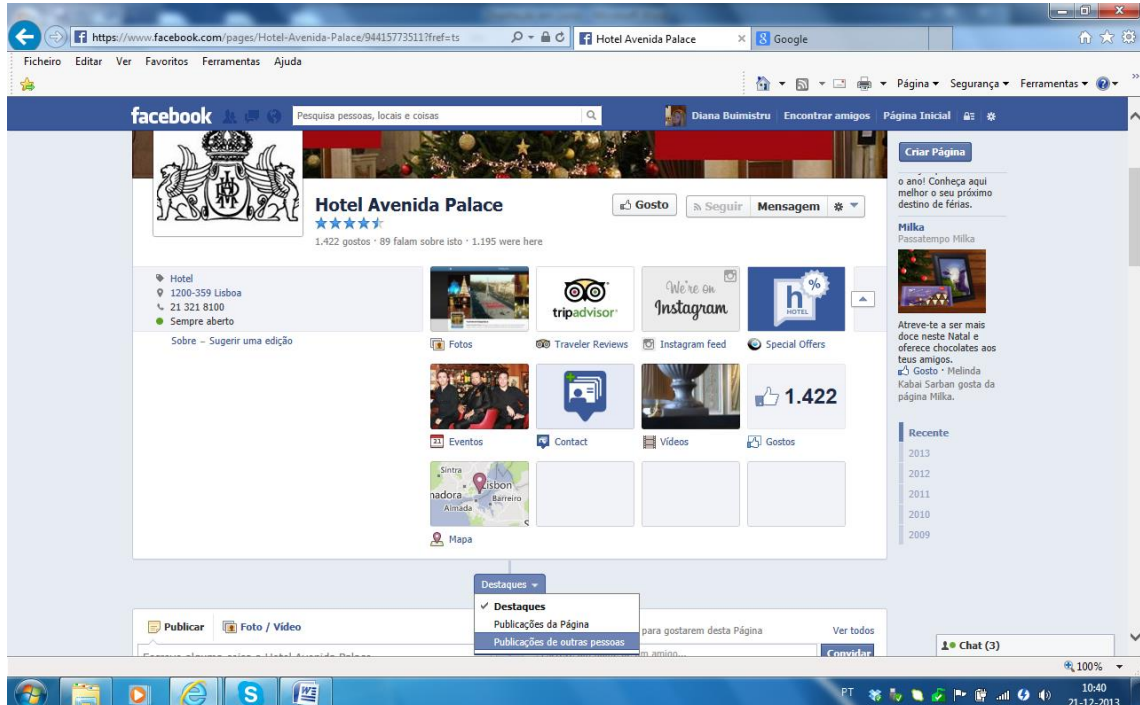 https://www.facebook.com/pages/Hotel-Avenida-Palace/94415773511?fref=ts
Hotel Avenida Palace
Google
Ficheiro Editar Ver Favoritos Ferramentas Ajuda
Página Segurança Ferramentas
facebook
Pesquisa pessoas, locais e coisas
Diana Buimistru
Encontrar amigos
Página Inicial
Criar Página
o ano! Conheça aqui
melhor o seu próximo
destino de férias.
Hotel Avenida Palace
1.422 gostos · 89 falam sobre isto · 1.195 were here
Gosto
Seguir
Mensagem
Milka
Passatempo Milka
Atreve-te a ser mais
doce neste Natal e
oferece chocolates aos
teus amigos.
Gosto · Melinda
Kabai Sarban gosta da
página Milka.
Hotel
1200-359 Lisboa
21 321 8100
Sempre aberto
Sobre – Sugerir uma edição
tripadvisor
We're on
Instagram
%
h
HOTEL
Fotos
Traveler Reviews
Instagram feed
Special Offers
1.422
31 Eventos
Contact
Vídeos
Gostos
Sintra
Lisbon
Barreiro
Almada
Mapa
Recente
2013
2012
2011
2010
2009
Destaques
Destaques
Publicações da Página
Publicações de outras pessoas
Publicar
Foto / Vídeo
para gostarem desta Página
Ver todos
Convidar
Chat (3)
100%
PT
10:40
21-12-2013